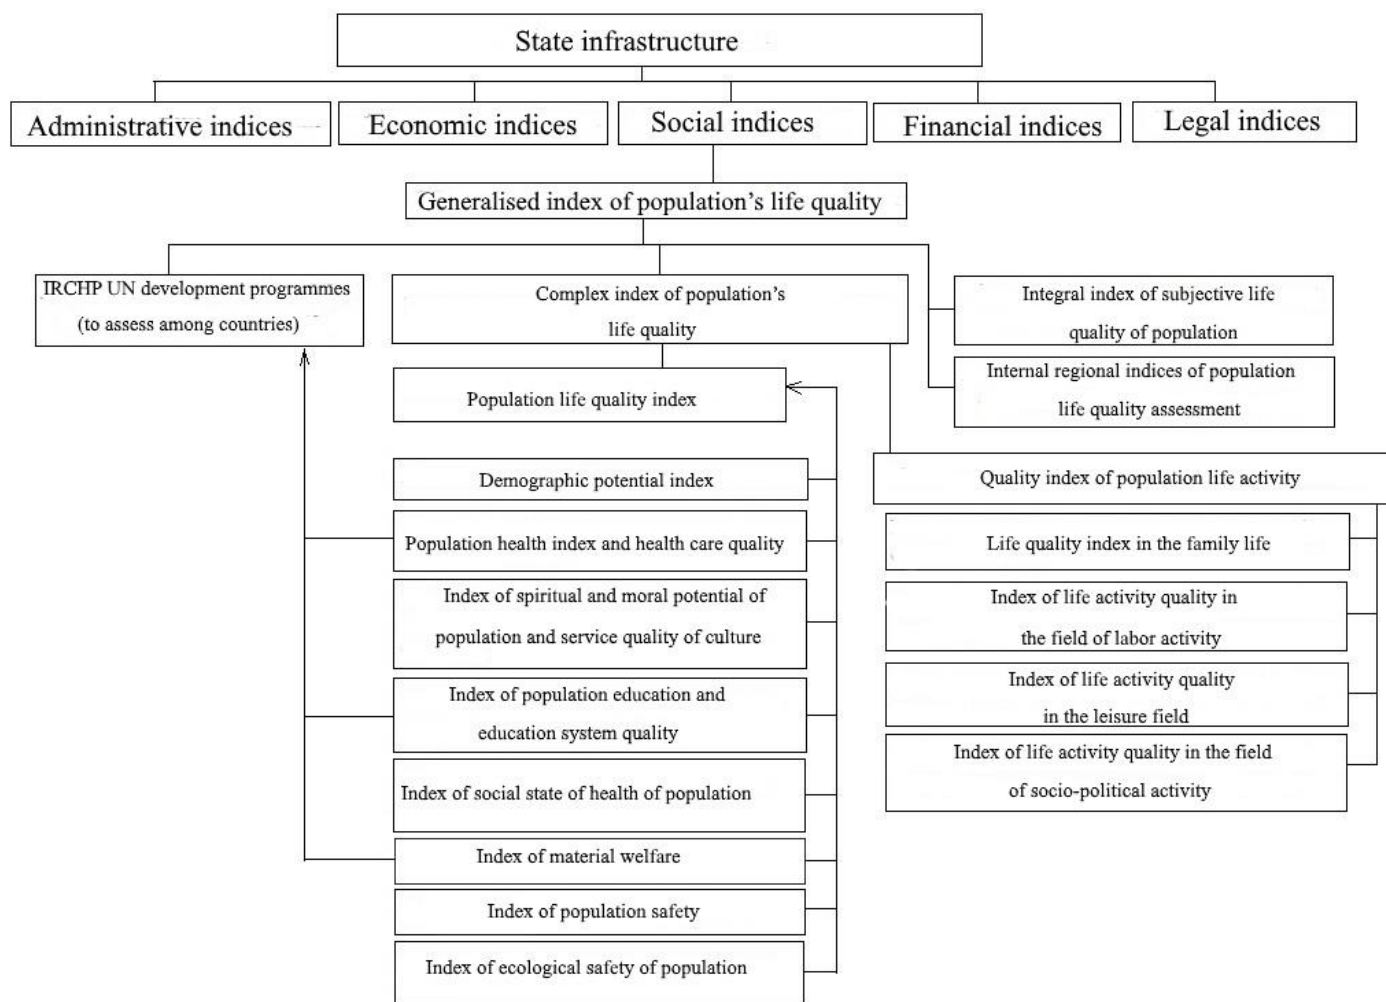 State infrastructure
Administrative indices
Economic indices
Social indices
Financial indices
Legal indices
Generalised index of population’s life quality
IRCHP UN development programmes
(to assess among countries)
Complex index of population’s
life quality
Integral index of subjective life
quality of population
Internal regional indices of population
life quality assessment
Population life quality index
Quality index of population life activity
Demographic potential index
Population health index and health care quality
Index of spiritual and moral potential of
population and service quality of culture
Index of population education and
education system quality
Index of social state of health of population
Index of material welfare
Index of population safety
Index of ecological safety of population
Life quality index in the family life
Index of life activity quality in
the field of labor activity
Index of life activity quality
in the leisure field
Index of life activity quality in the field
of socio-political activity